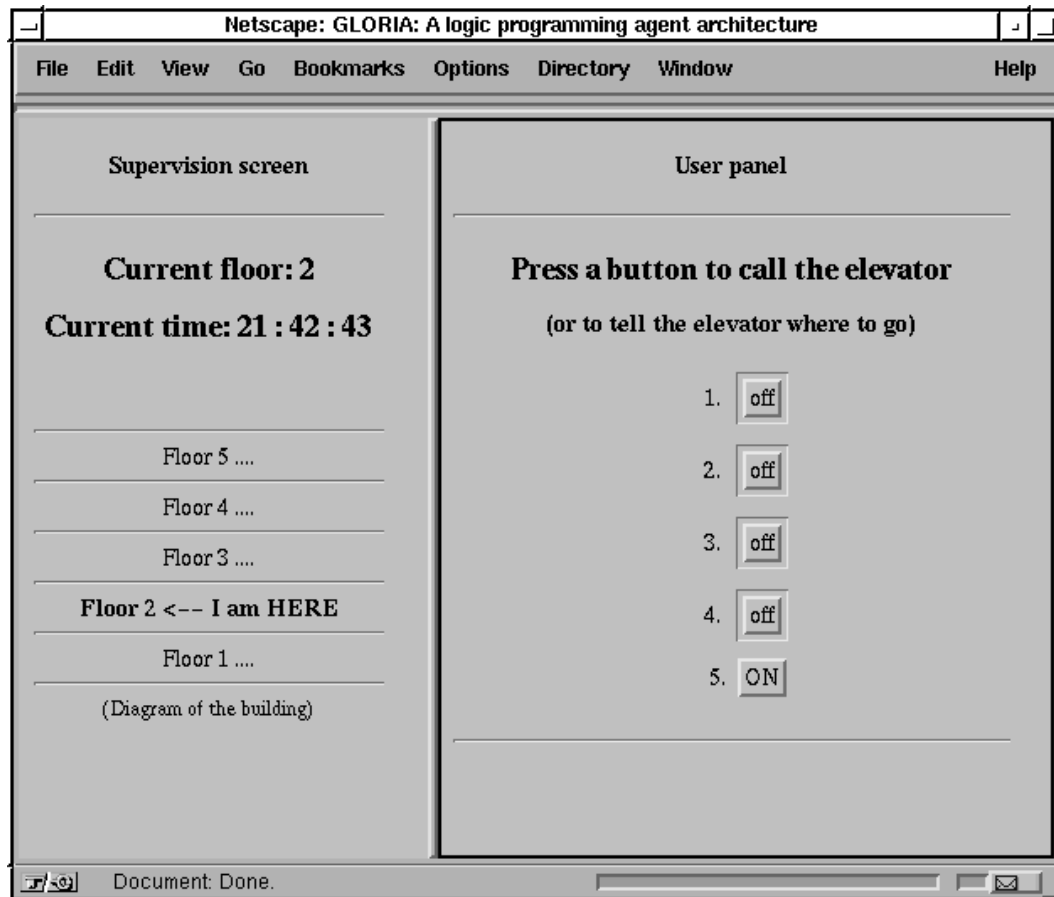 Netscape: GLORIA: A logic programming agent architecture
File Edit View Go Bookmarks Options Directory Window Help
Supervision screen
Current floor: 2
Current time: 21 : 42 : 43
Floor 5 ....
Floor 4 ....
Floor 3 ....
Floor 2 <-- I am HERE
Floor 1 ....
(Diagram of the building)
User panel
Press a button to call the elevator
(or to tell the elevator where to go)
1. off
2. off
3. off
4. off
5. ON
Document: Done.